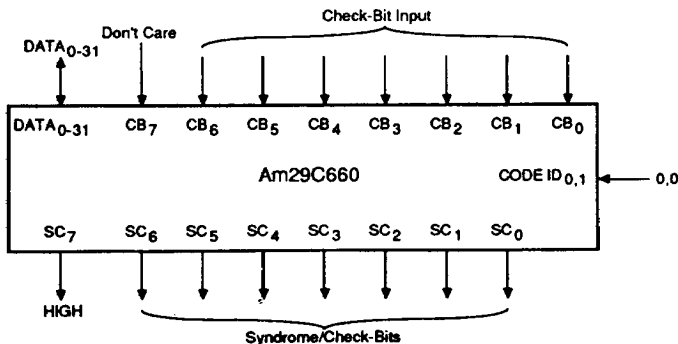 Check-Bit Input
Don't Care
DATA0-31
DATA0-31 CB7 CB6 CB5 CB4 CB3 CB2 CB1 CB0
Am29C660 CODE ID0,1 0,0
SC7 SC6 SC5 SC4 SC3 SC2 SC1 SC0
HIGH
Syndrome/Check-Bits